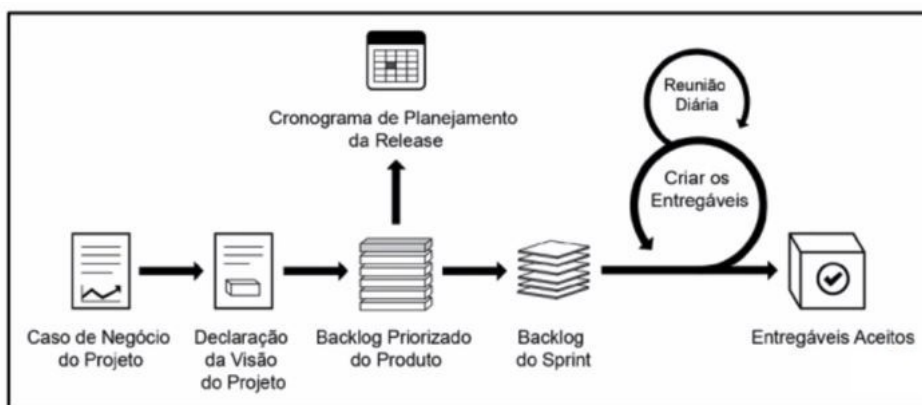 Cronograma de Planejamento
da Release
Reunião
Diária
Criar os
Entregáveis
Caso de Negócio
do Projeto
Declaração
da Visão
do Projeto
Backlog Priorizado
do Produto
Backlog
do Sprint
Entregáveis Aceitos